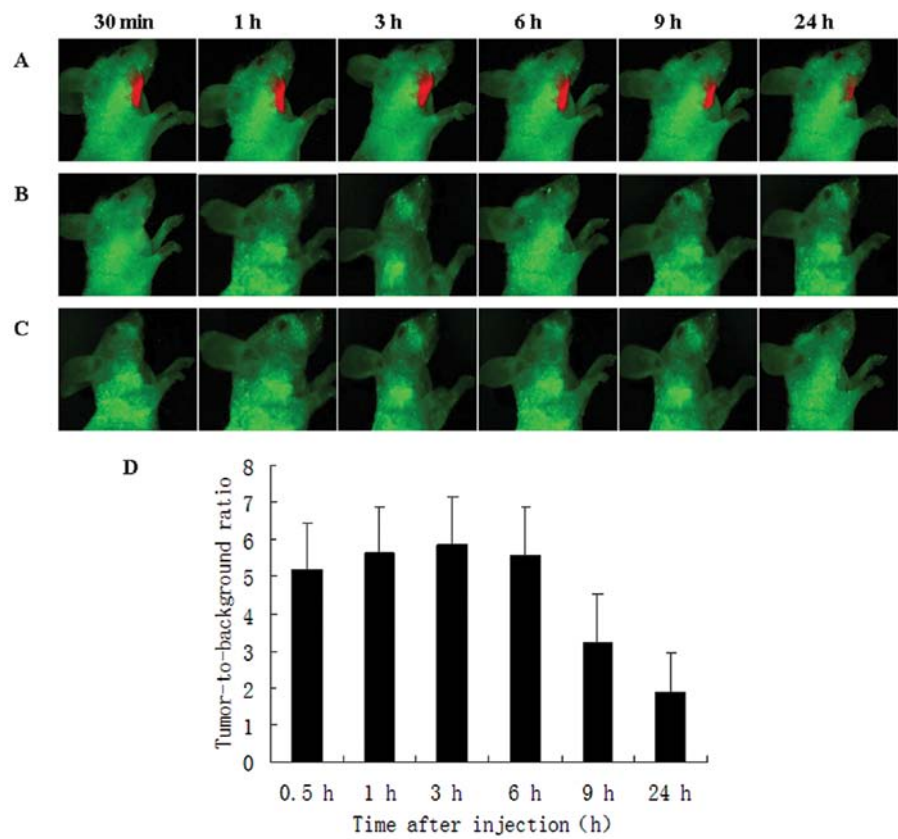 30 min 1 h 3 h 6 h 9 h 24 h
A
B
C
D
Tumor-to-background ratio
8
7
6
5
4
3
2
1
0
0.5 h 1 h 3 h 6 h 9 h 24 h
Time after injection (h)